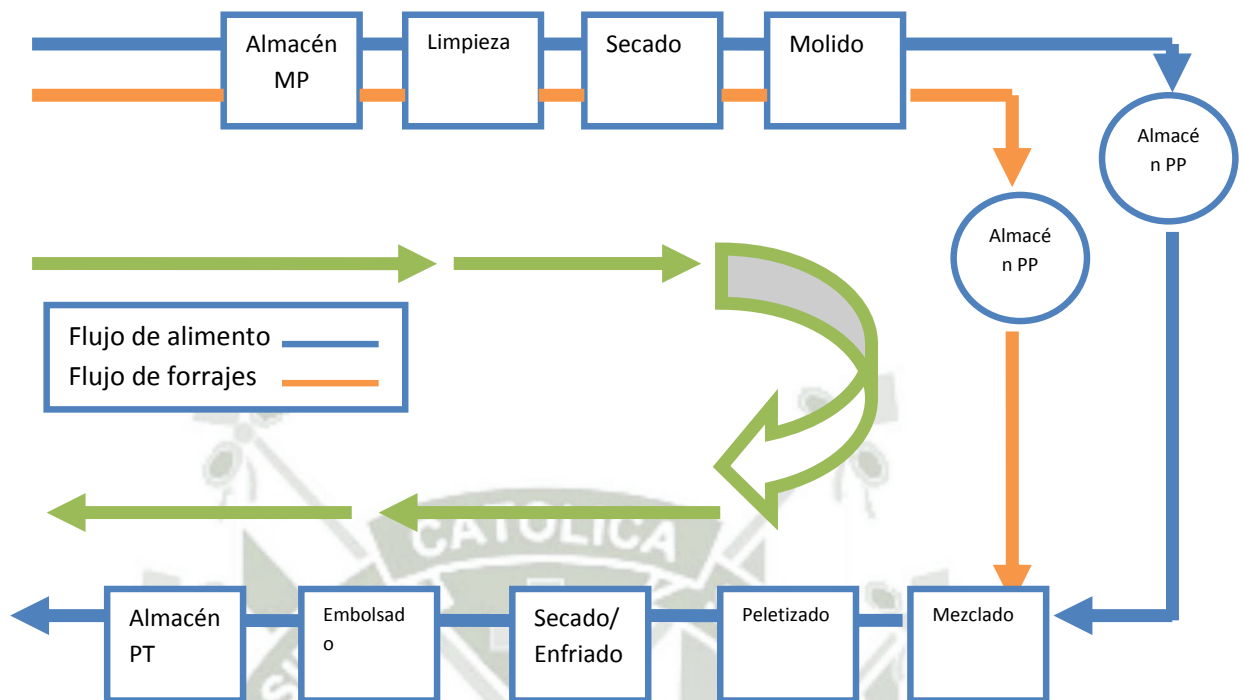 Almacén
MP
Limpieza
Secado
Molido
Almacé
n PP
Almacé
n PP
Flujo de alimento
Flujo de forrajes
CATOLICA
Almacén
PT
Embolsad
o
Secado/
Enfriado
Peletizado
Mezclado